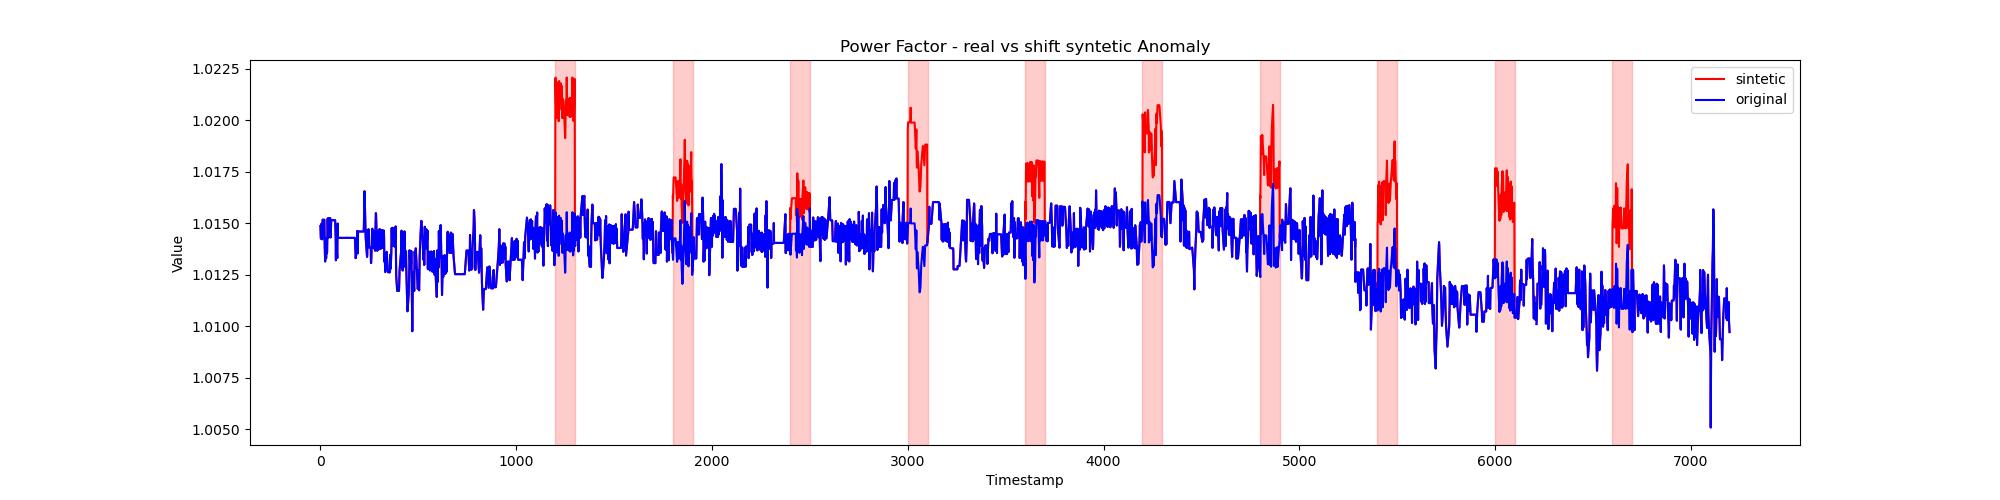 Power Factor - real vs shift syntetic Anomaly
sintetic
original
Value
1.0225
1.0200
1.0175
1.0150
1.0125
1.0100
1.0075
1.0050
0 1000 2000 3000 4000 5000 6000 7000
Timestamp